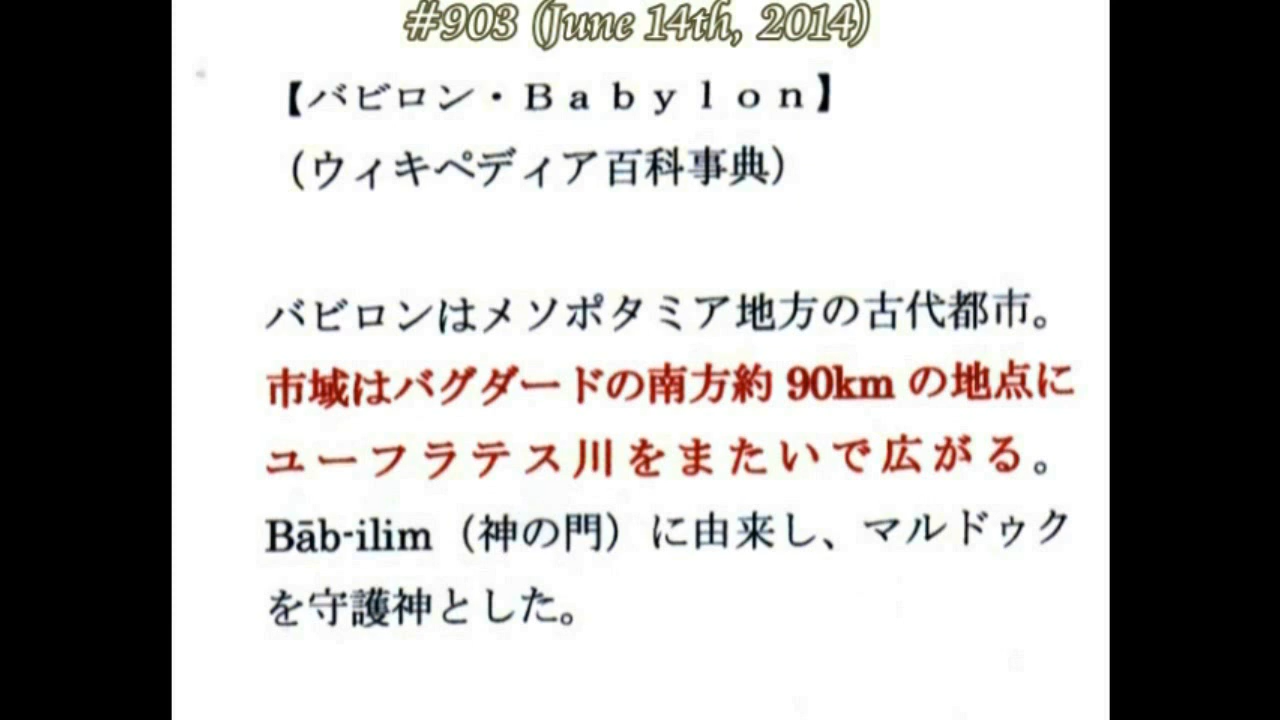 #903 (June 14th, 2014)
【バビロン・Ｂａｂｙｌｏｎ】
（ウィキペディア百科事典）
バビロンはメソポタミア地方の古代都市。
市域はバグダードの南方約 90km の地点に
ユーフラテス川をまたいで広がる。
Bāb-ilim（神の門）に由来し、マルドゥク
を守護神とした。